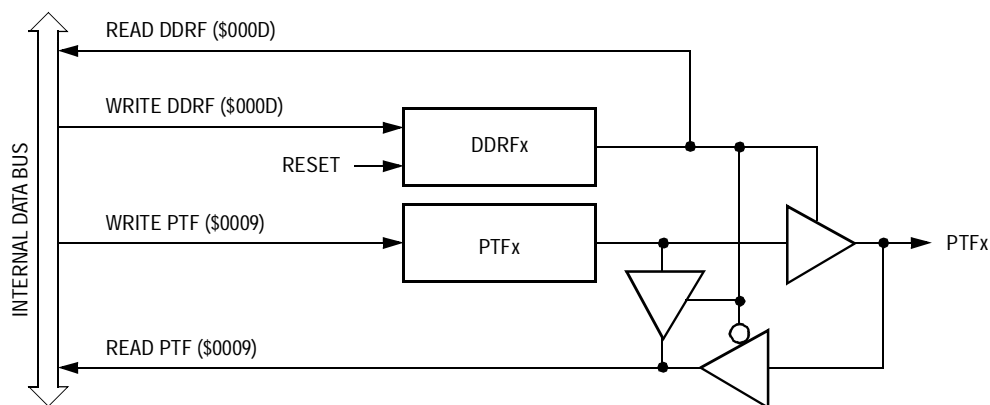 READ DDRF ($000D)
WRITE DDRF ($000D)
DDRFx
RESET
INTERNAL DATA BUS
WRITE PTF ($0009)
PTFx
PTFx
READ PTF ($0009)